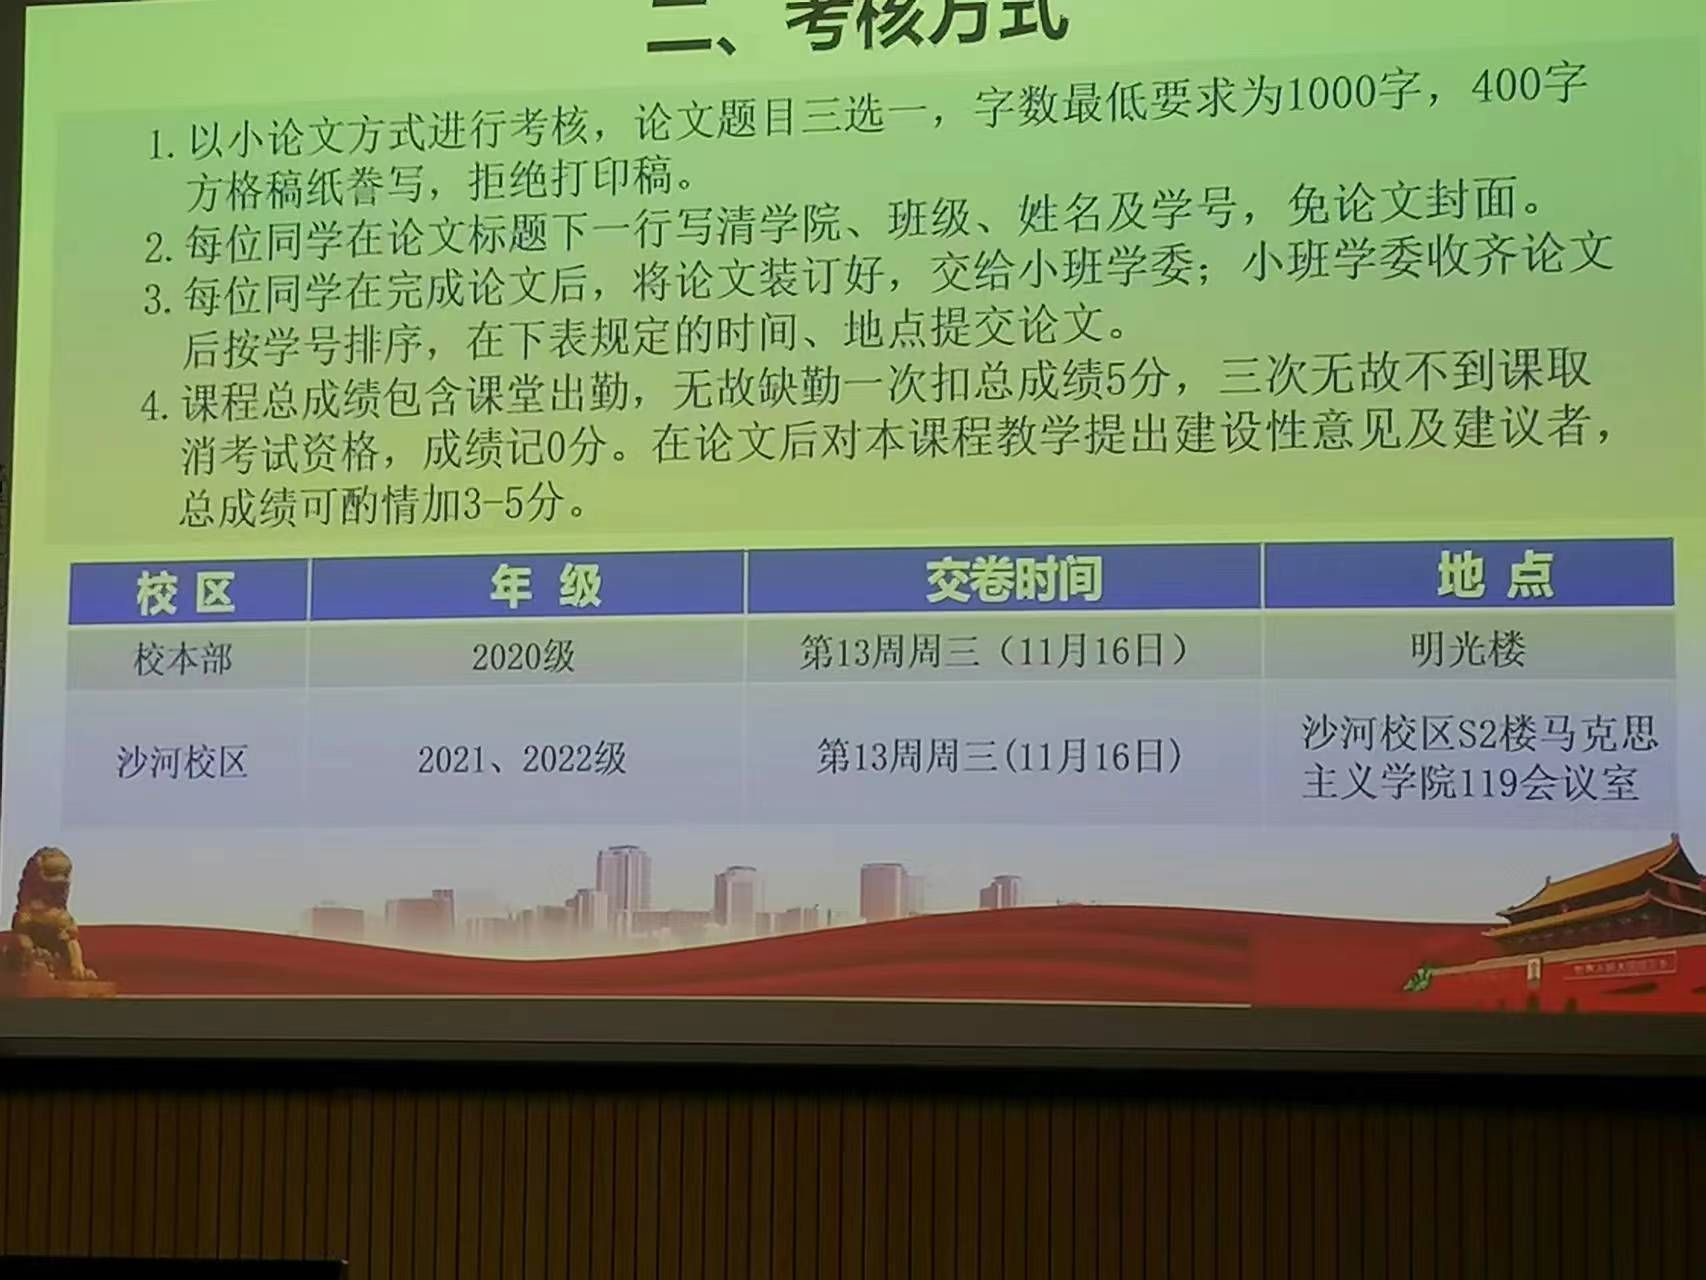 二、考核方式
1. 以小论文方式进行考核，论文题目三选一，字数最低要求为1000字，400字
方格稿纸誊写，拒绝打印稿。
2. 每位同学在论文标题下一行写清学院、班级、姓名及学号，免论文封面。
3. 每位同学在完成论文后，将论文装订好，交给小班学委；小班学委收齐论文
后按学号排序，在下表规定的时间、地点提交论文。
4. 课程总成绩包含课堂出勤，无故缺勤一次扣总成绩5分，三次无故不到课取
消考试资格，成绩记0分。在论文后对本课程教学提出建设性意见及建议者，
总成绩可酌情加3-5分。
校 区 年 级 交卷时间 地 点
校本部 2020级 第13周周三（11月16日） 明光楼
沙河校区 2021、2022级 第13周周三(11月16日) 沙河校区S2楼马克思
主义学院119会议室